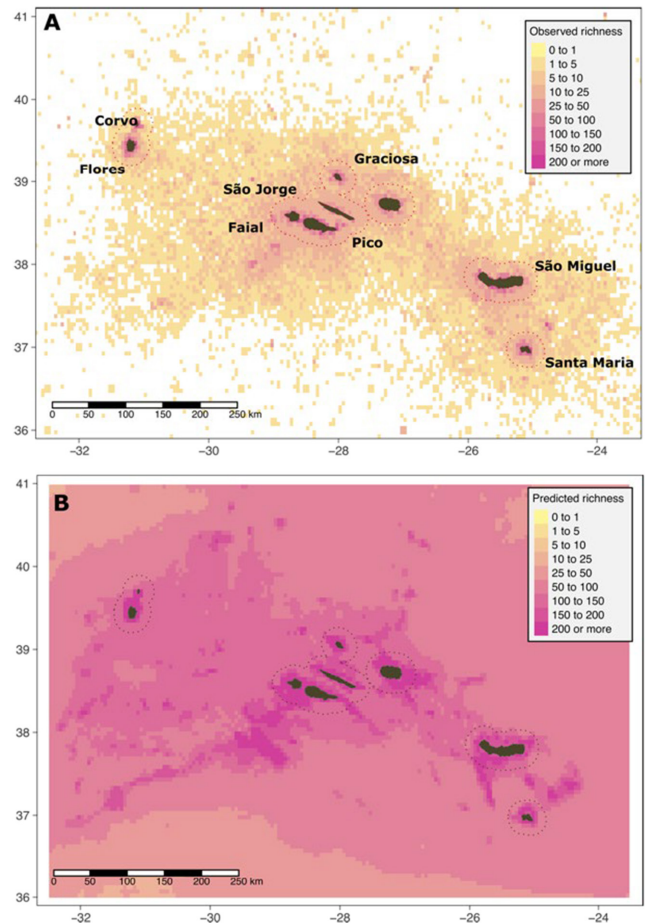 A
Observed richness
0 to 1
1 to 5
5 to 10
10 to 25
25 to 50
50 to 100
100 to 150
150 to 200
200 or more
41
40
39
38
37
36
Corvo
Flores
Graciosa
São Jorge
Faial
Pico
São Miguel
Santa Maria
0 50 100 150 200 250 km
−32 −30 −28 −26 −24
B
Predicted richness
0 to 1
1 to 5
5 to 10
10 to 25
25 to 50
50 to 100
100 to 150
150 to 200
200 or more
41
40
39
38
37
36
0 50 100 150 200 250 km
−32 −30 −28 −26 −24